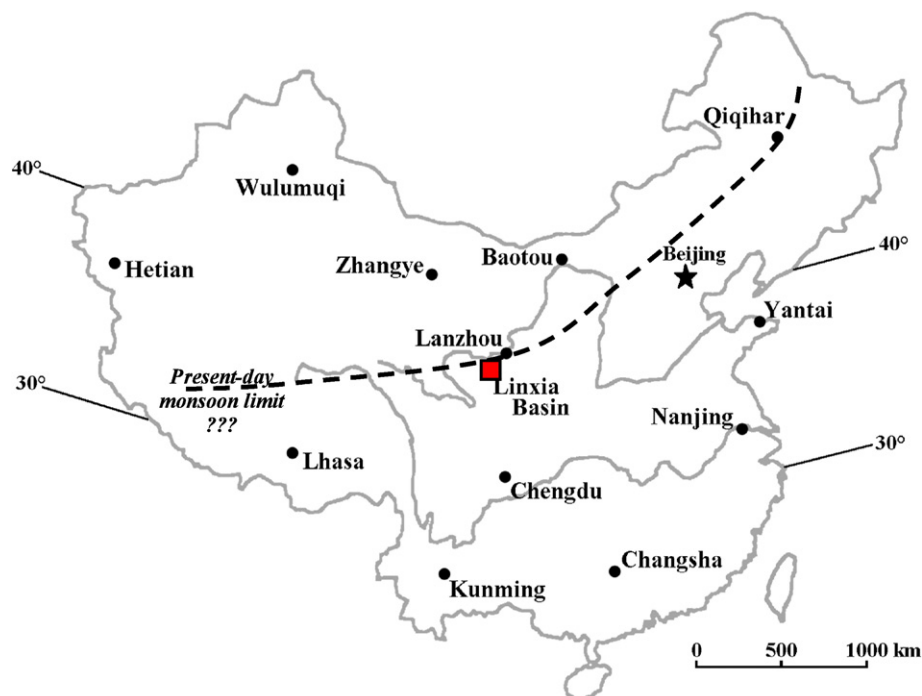 Qiqihar
40°
Wulumuqi
Hetian
Zhangye
Baotou
Beijing
40°
Yantai
Lanzhou
Linxia
Basin
30°
Present-day
monsoon limit
???
Nanjing
30°
Lhasa
Chengdu
Changsha
Kunming
0 500 1000 km